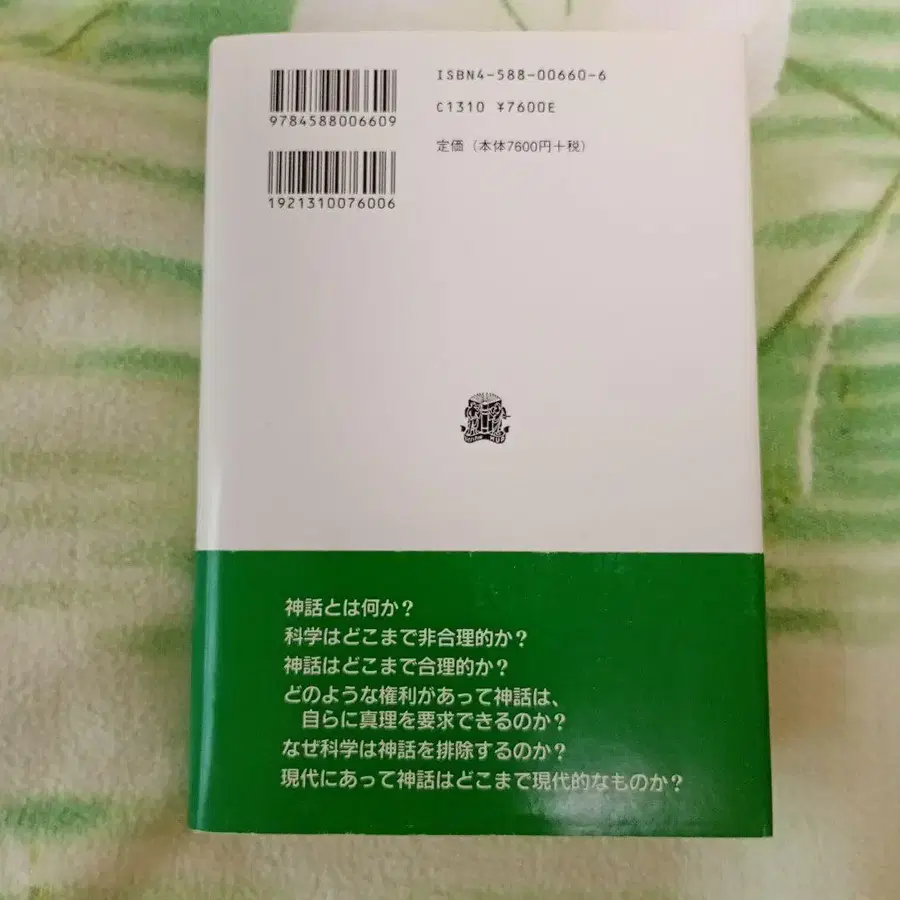 ISBN4-588-00660-6
C1310 ¥7600E
9784588006609
定価（本体7600円＋税）
1921310076006
神話とは何か？
科学はどこまで非合理的か？
神話はどこまで合理的か？
どのような権利があって神話は、
自らに真理を要求できるのか？
なぜ科学は神話を排除するのか？
現代にあって神話はどこまで現代的なものか？